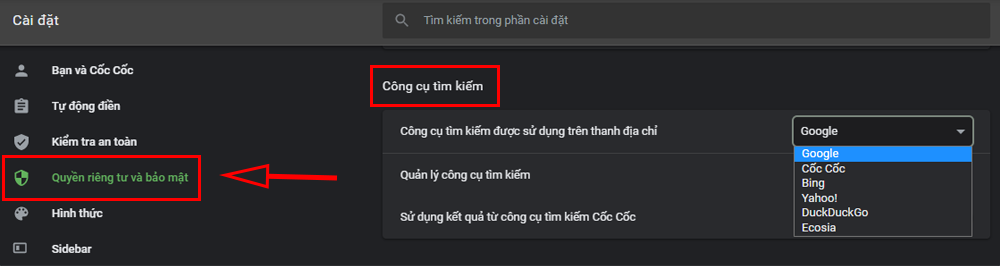 Cài đặt
Tìm kiếm trong phần cài đặt
Bạn và Cốc Cốc
Tự động điền
Kiểm tra an toàn
Quyền riêng tư và bảo mật
Hình thức
Sidebar
Công cụ tìm kiếm
Công cụ tìm kiếm được sử dụng trên thanh địa chỉ
Google
Google
Cốc Cốc
Bing
Yahoo!
DuckDuckGo
Ecosia
Quản lý công cụ tìm kiếm
Sử dụng kết quả từ công cụ tìm kiếm Cốc Cốc